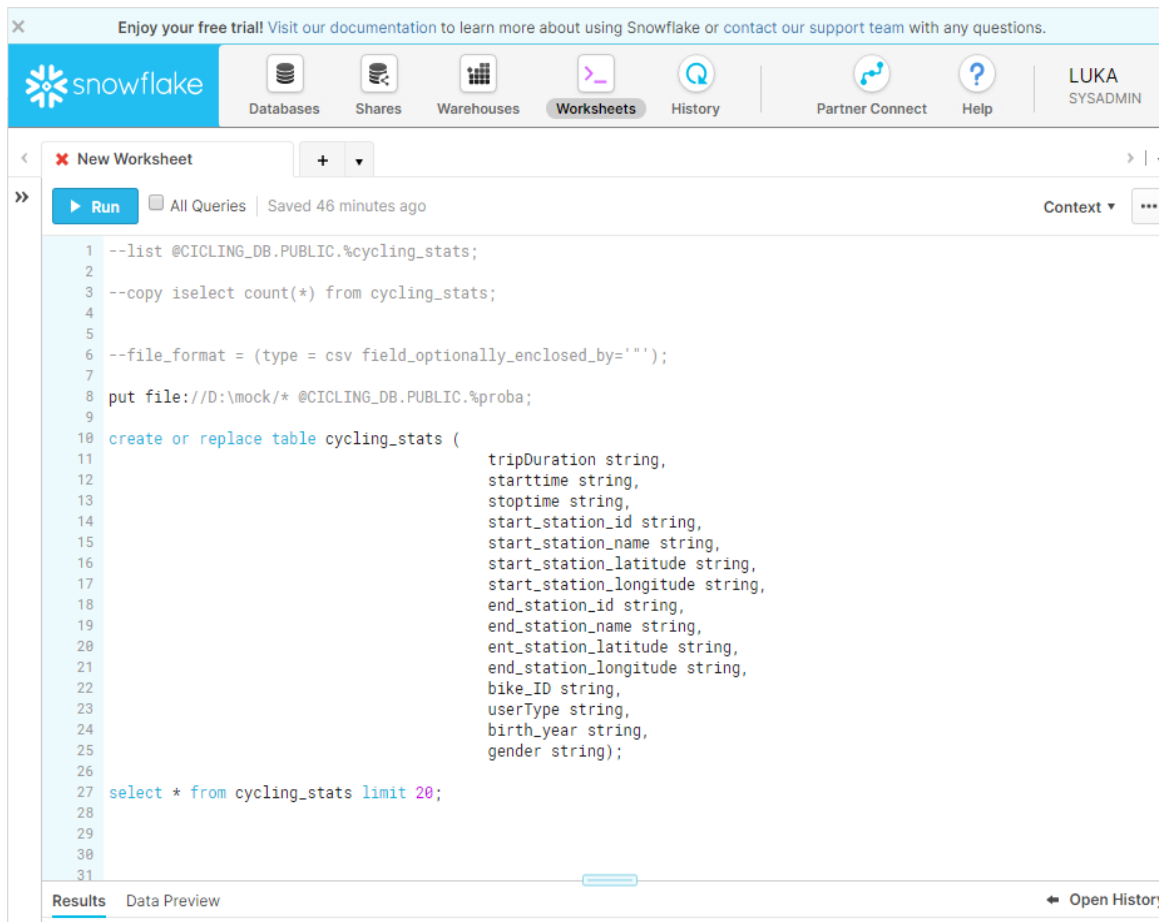 Enjoy your free trial! Visit our documentation to learn more about using Snowflake or contact our support team with any questions.
snowflake
Databases
Shares
Warehouses
Worksheets
History
Partner Connect
Help
LUKA
SYSADMIN
New Worksheet
Run
All Queries
Saved 46 minutes ago
Context
1 --list @CICLING_DB.PUBLIC.%cycling_stats;
2
3 --copy iselect count(*) from cycling_stats;
4
5
6 --file_format = (type = csv field_optionally_enclosed_by='"');
7
8 put file://D:\mock/* @CICLING_DB.PUBLIC.%proba;
9
10 create or replace table cycling_stats (
11 tripDuration string,
12 starttime string,
13 stoptime string,
14 start_station_id string,
15 start_station_name string,
16 start_station_latitude string,
17 start_station_longitude string,
18 end_station_id string,
19 end_station_name string,
20 ent_station_latitude string,
21 end_station_longitude string,
22 bike_ID string,
23 userType string,
24 birth_year string,
25 gender string);
26
27 select * from cycling_stats limit 20;
28
29
30
31
Results
Data Preview
Open History